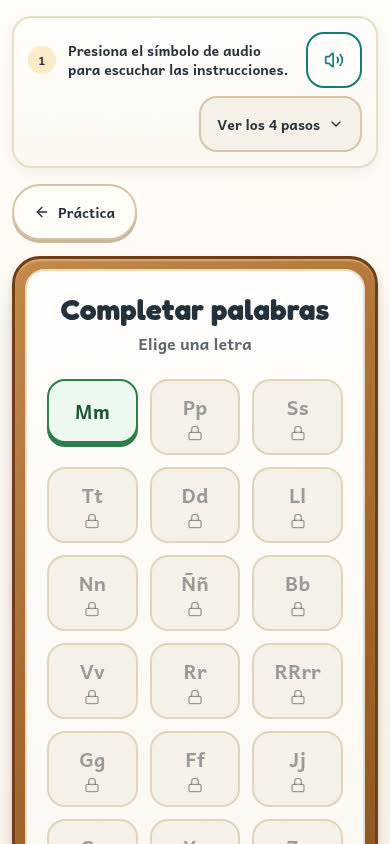 1
Presiona el símbolo de audio
para escuchar las instrucciones.
Ver los 4 pasos
Práctica
Completar palabras
Elige una letra
Mm Pp Ss
Tt Dd Ll
Nn Ññ Bb
Vv Rr RRrr
Gg Ff Jj